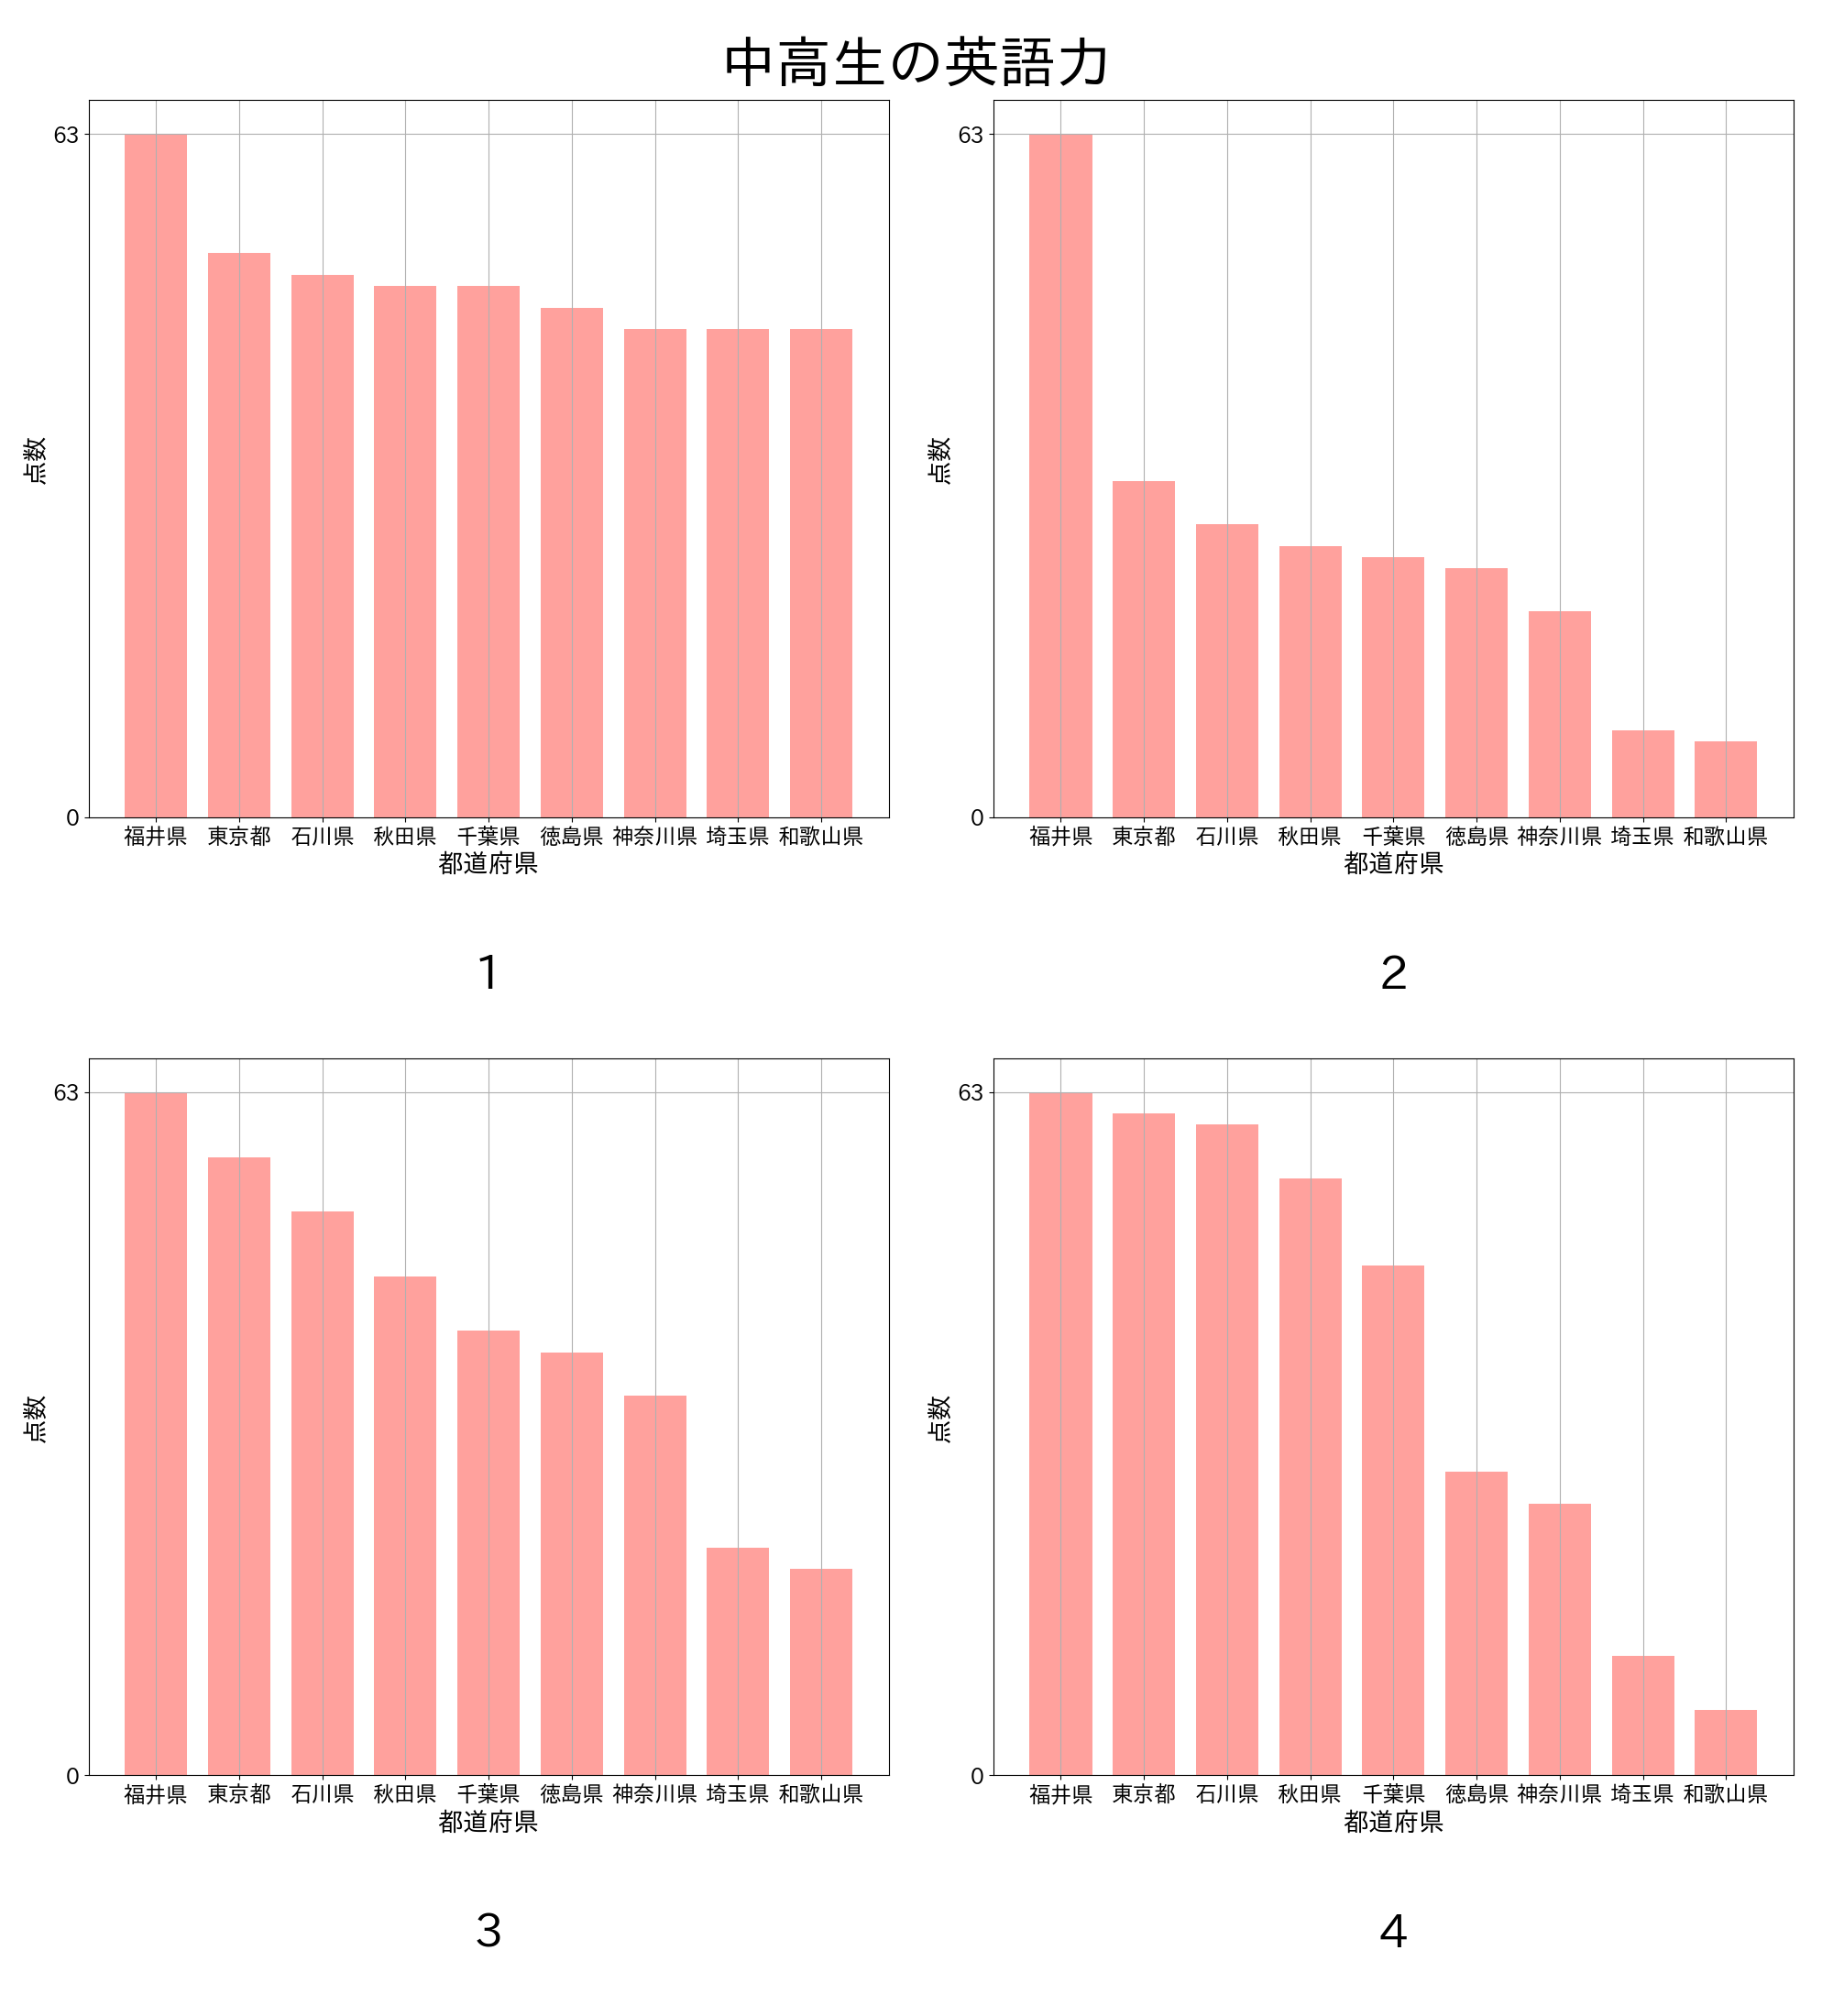 中高生の英語力
63
点数
0
福井県 東京都 石川県 秋田県 千葉県 徳島県 神奈川県 埼玉県 和歌山県
都道府県
1
63
点数
0
福井県 東京都 石川県 秋田県 千葉県 徳島県 神奈川県 埼玉県 和歌山県
都道府県
2
63
点数
0
福井県 東京都 石川県 秋田県 千葉県 徳島県 神奈川県 埼玉県 和歌山県
都道府県
3
63
点数
0
福井県 東京都 石川県 秋田県 千葉県 徳島県 神奈川県 埼玉県 和歌山県
都道府県
4